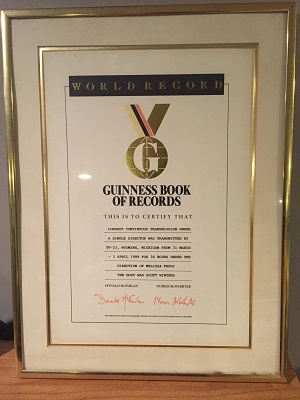 WORLD RECORD
G
GUINNESS BOOK
OF RECORDS
THIS IS TO CERTIFY THAT
LONGEST CONTINUOUS TRANSMISSION UNDER
A SINGLE DIRECTOR WAS TRANSMITTED BY
TV-23, WYOMING, MICHIGAN FROM 31 MARCH
- 2 APRIL 1989 FOR 36 HOURS UNDER THE
DIRECTION OF MELISSA
THE HOST WAS SCOTT WINTERS
DONALD McFARLAN NORRIS McWHIRTER